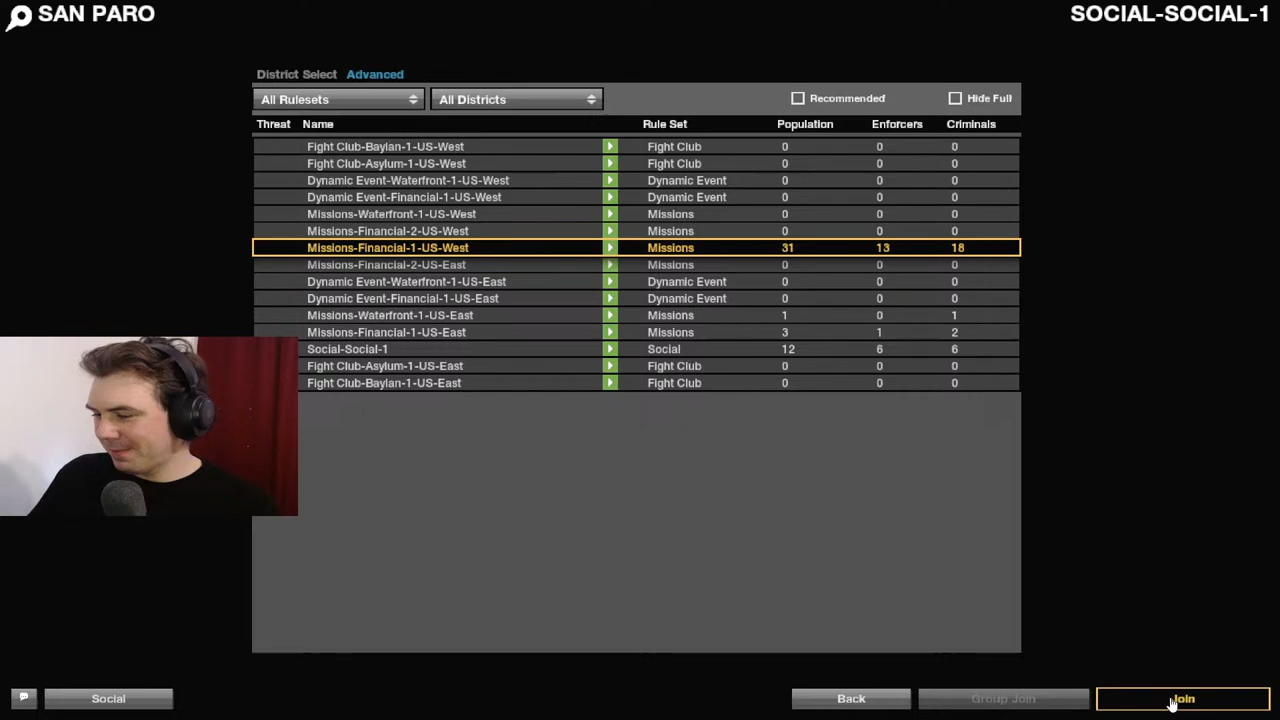 SAN PARO
SOCIAL-SOCIAL-1
District Select Advanced
All Rulesets All Districts Recommended Hide Full
Threat Name Rule Set Population Enforcers Criminals
Fight Club-Baylan-1-US-West Fight Club 0 0 0
Fight Club-Asylum-1-US-West Fight Club 0 0 0
Dynamic Event-Waterfront-1-US-West Dynamic Event 0 0 0
Dynamic Event-Financial-1-US-West Dynamic Event 0 0 0
Missions-Waterfront-1-US-West Missions 0 0 0
Missions-Financial-2-US-West Missions 0 0 0
Missions-Financial-1-US-West Missions 31 13 18
Missions-Financial-2-US-East Missions 0 0 0
Dynamic Event-Waterfront-1-US-East Dynamic Event 0 0 0
Dynamic Event-Financial-1-US-East Dynamic Event 0 0 0
Missions-Waterfront-1-US-East Missions 1 0 1
Missions-Financial-1-US-East Missions 3 1 2
Social-Social-1 Social 12 6 6
Fight Club-Asylum-1-US-East Fight Club 0 0 0
Fight Club-Baylan-1-US-East Fight Club 0 0 0
Social Back Group Join Join